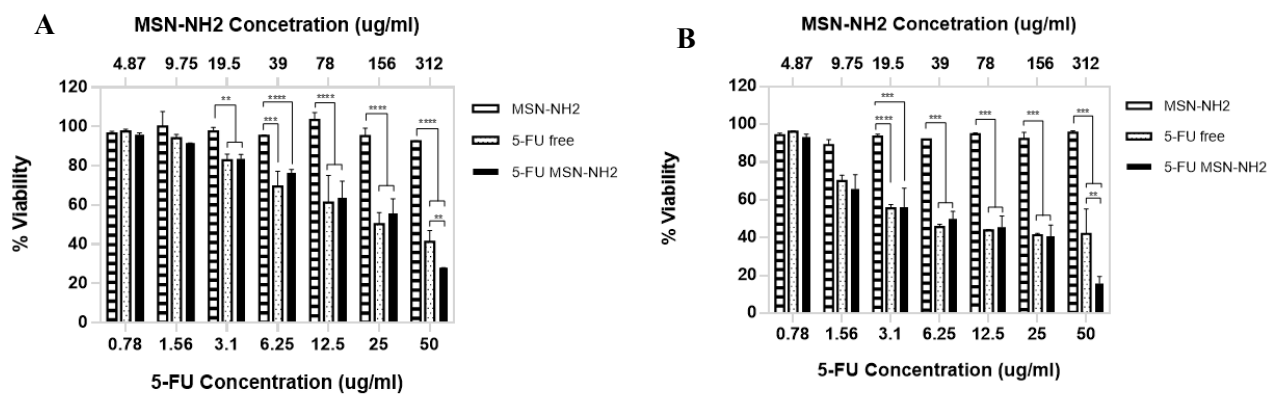 A
MSN-NH2 Concetration (ug/ml)
4.87 9.75 19.5 39 78 156 312
120
100
80
60
40
20
0
% Viability
** *** **** **** **** **** **
0.78 1.56 3.1 6.25 12.5 25 50
5-FU Concentration (ug/ml)
MSN-NH2
5-FU free
5-FU MSN-NH2
B
MSN-NH2 Concetration (ug/ml)
4.87 9.75 19.5 39 78 156 312
120
100
80
60
40
20
0
% Viability
*** **** *** *** *** *** **
0.78 1.56 3.1 6.25 12.5 25 50
5-FU Concentration (ug/ml)
MSN-NH2
5-FU free
5-FU MSN-NH2